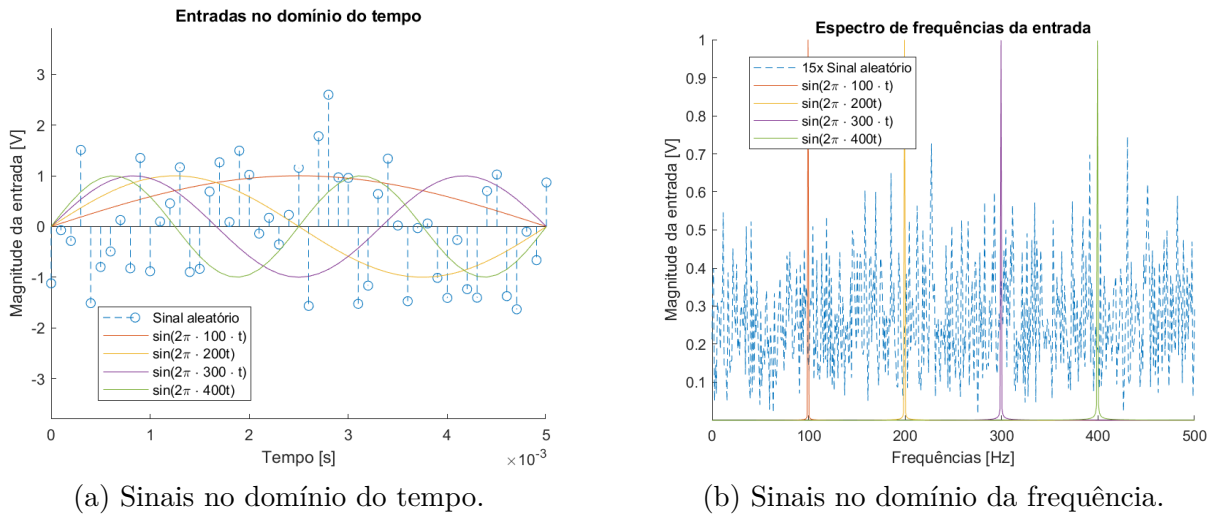 Entradas no domínio do tempo
Magnitude da entrada [V]
3
2
1
0
-1
-2
-3
Sinal aleatório
sin(2π · 100 · t)
sin(2π · 200t)
sin(2π · 300 · t)
sin(2π · 400t)
0 1 2 3 4 5
Tempo [s]
×10⁻³
(a) Sinais no domínio do tempo.
Espectro de frequências da entrada
Magnitude da entrada [V]
1
0.9
0.8
0.7
0.6
0.5
0.4
0.3
0.2
0.1
15x Sinal aleatório
sin(2π · 100 · t)
sin(2π · 200t)
sin(2π · 300 · t)
sin(2π · 400t)
0 100 200 300 400 500
Frequências [Hz]
(b) Sinais no domínio da frequência.